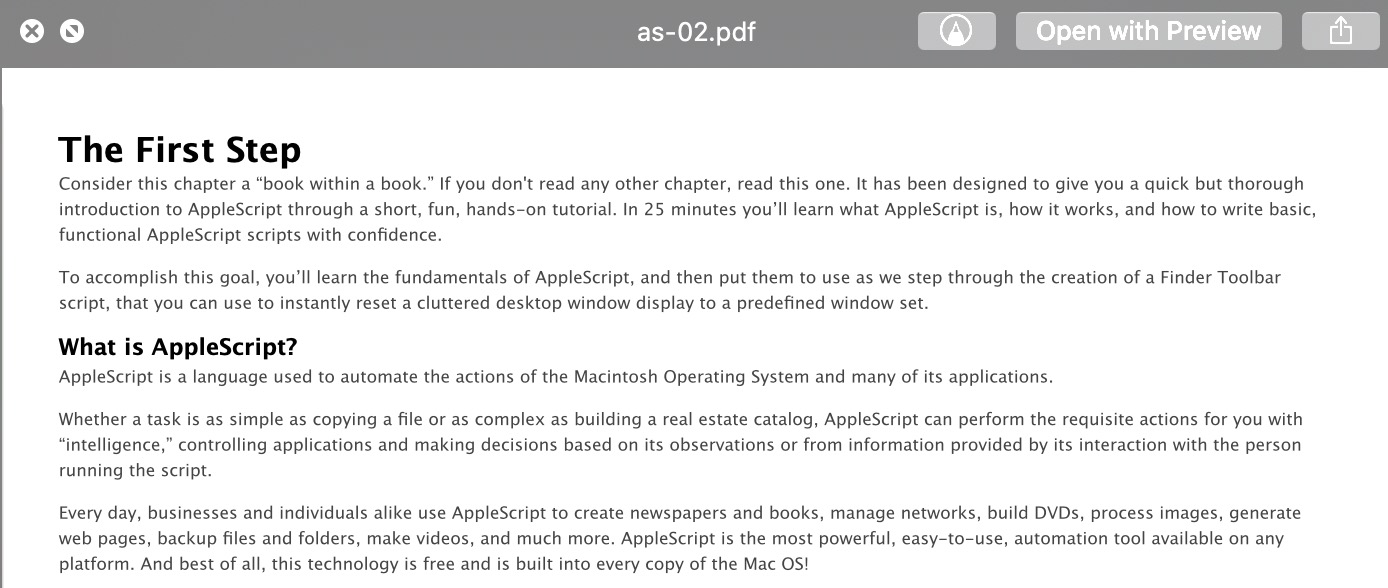 as-02.pdf
Open with Preview
The First Step
Consider this chapter a “book within a book.” If you don't read any other chapter, read this one. It has been designed to give you a quick but thorough
introduction to AppleScript through a short, fun, hands-on tutorial. In 25 minutes you’ll learn what AppleScript is, how it works, and how to write basic,
functional AppleScript scripts with confidence.
To accomplish this goal, you’ll learn the fundamentals of AppleScript, and then put them to use as we step through the creation of a Finder Toolbar
script, that you can use to instantly reset a cluttered desktop window display to a predefined window set.
What is AppleScript?
AppleScript is a language used to automate the actions of the Macintosh Operating System and many of its applications.
Whether a task is as simple as copying a file or as complex as building a real estate catalog, AppleScript can perform the requisite actions for you with
“intelligence,” controlling applications and making decisions based on its observations or from information provided by its interaction with the person
running the script.
Every day, businesses and individuals alike use AppleScript to create newspapers and books, manage networks, build DVDs, process images, generate
web pages, backup files and folders, make videos, and much more. AppleScript is the most powerful, easy-to-use, automation tool available on any
platform. And best of all, this technology is free and is built into every copy of the Mac OS!